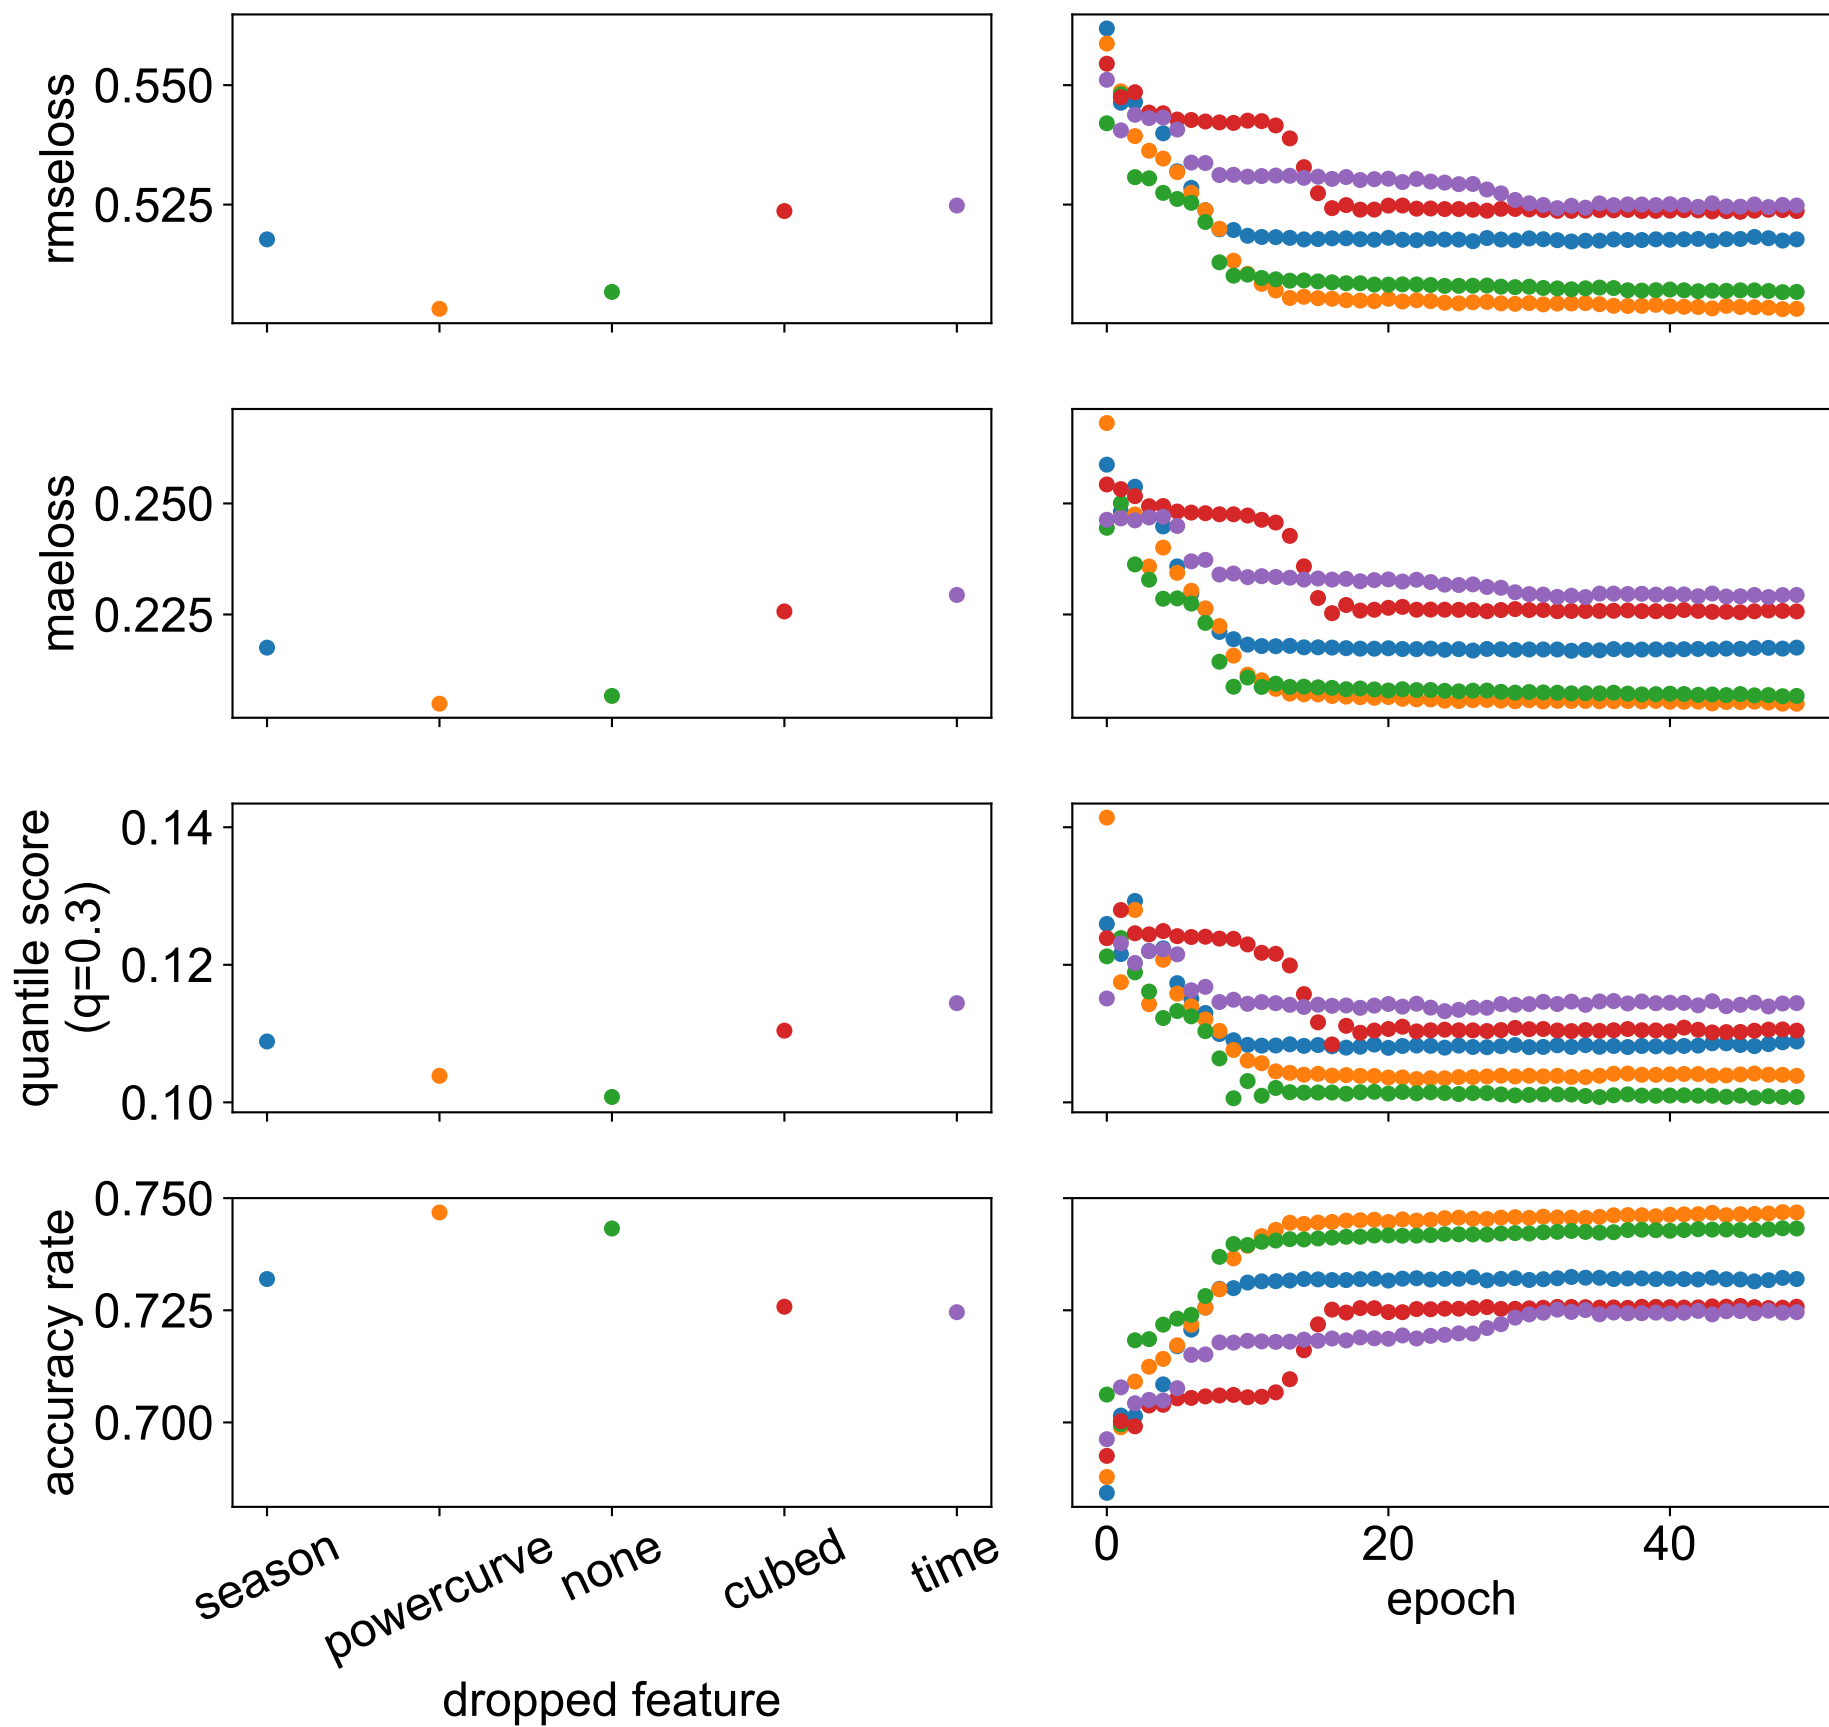 rmseloss
0.550
0.525
maeloss
0.250
0.225
quantile score
(q=0.3)
0.14
0.12
0.10
accuracy rate
0.750
0.725
0.700
season
powercurve
none
cubed
time
dropped feature
0
20
40
epoch